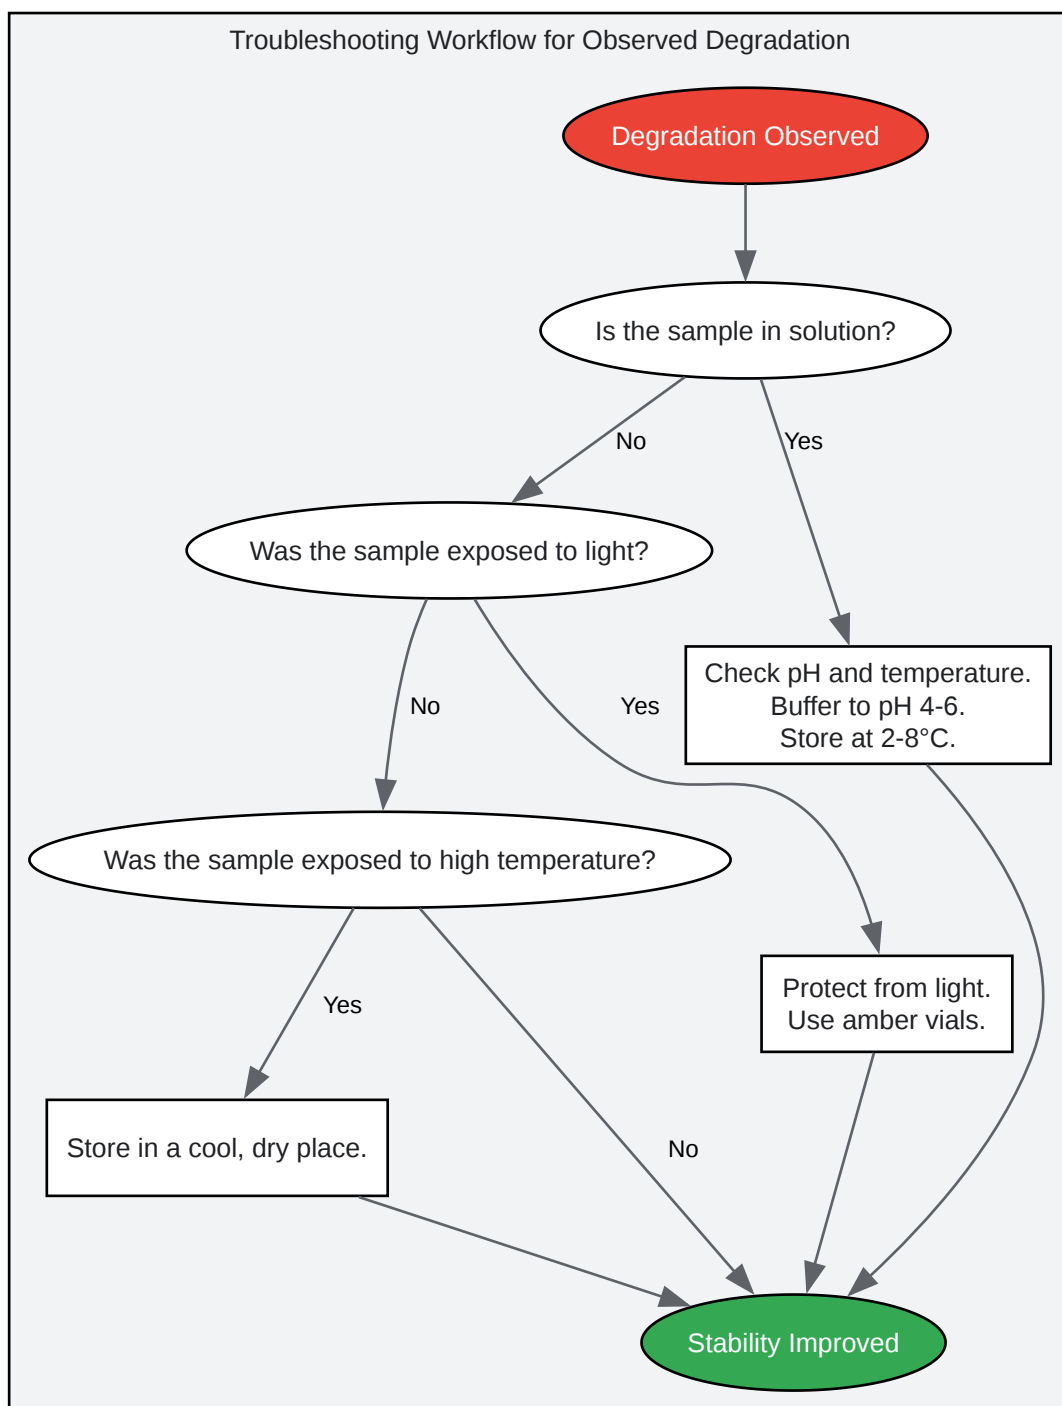 Troubleshooting Workflow for Observed Degradation
Degradation Observed
Is the sample in solution?
No
Yes
Was the sample exposed to light?
Check pH and temperature.
Buffer to pH 4-6.
Store at 2-8°C.
No
Yes
Was the sample exposed to high temperature?
Protect from light.
Use amber vials.
Yes
Store in a cool, dry place.
No
Stability Improved